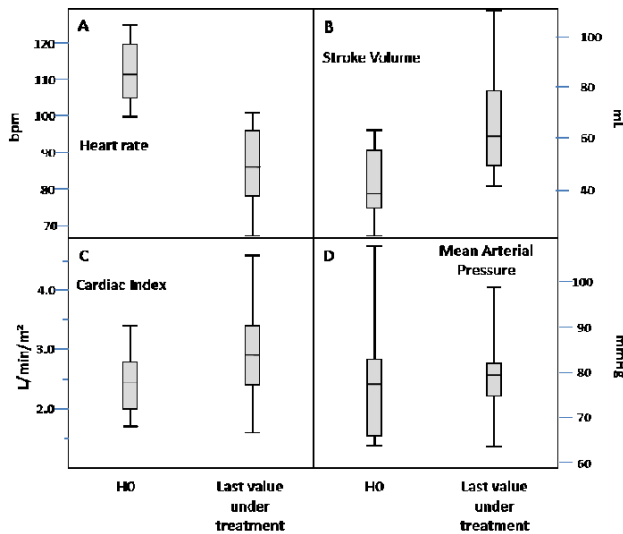 A
B
120
100
Stroke Volume
110
80
bpm
100
mL
Heart rate
60
90
80
40
70
C
D
Mean Arterial
Pressure
Cardiac Index
4.0
100
L/min/m²
90
3.0
mmHg
80
2.0
70
60
H0
Last value
under
treatment
H0
Last value
under
treatment